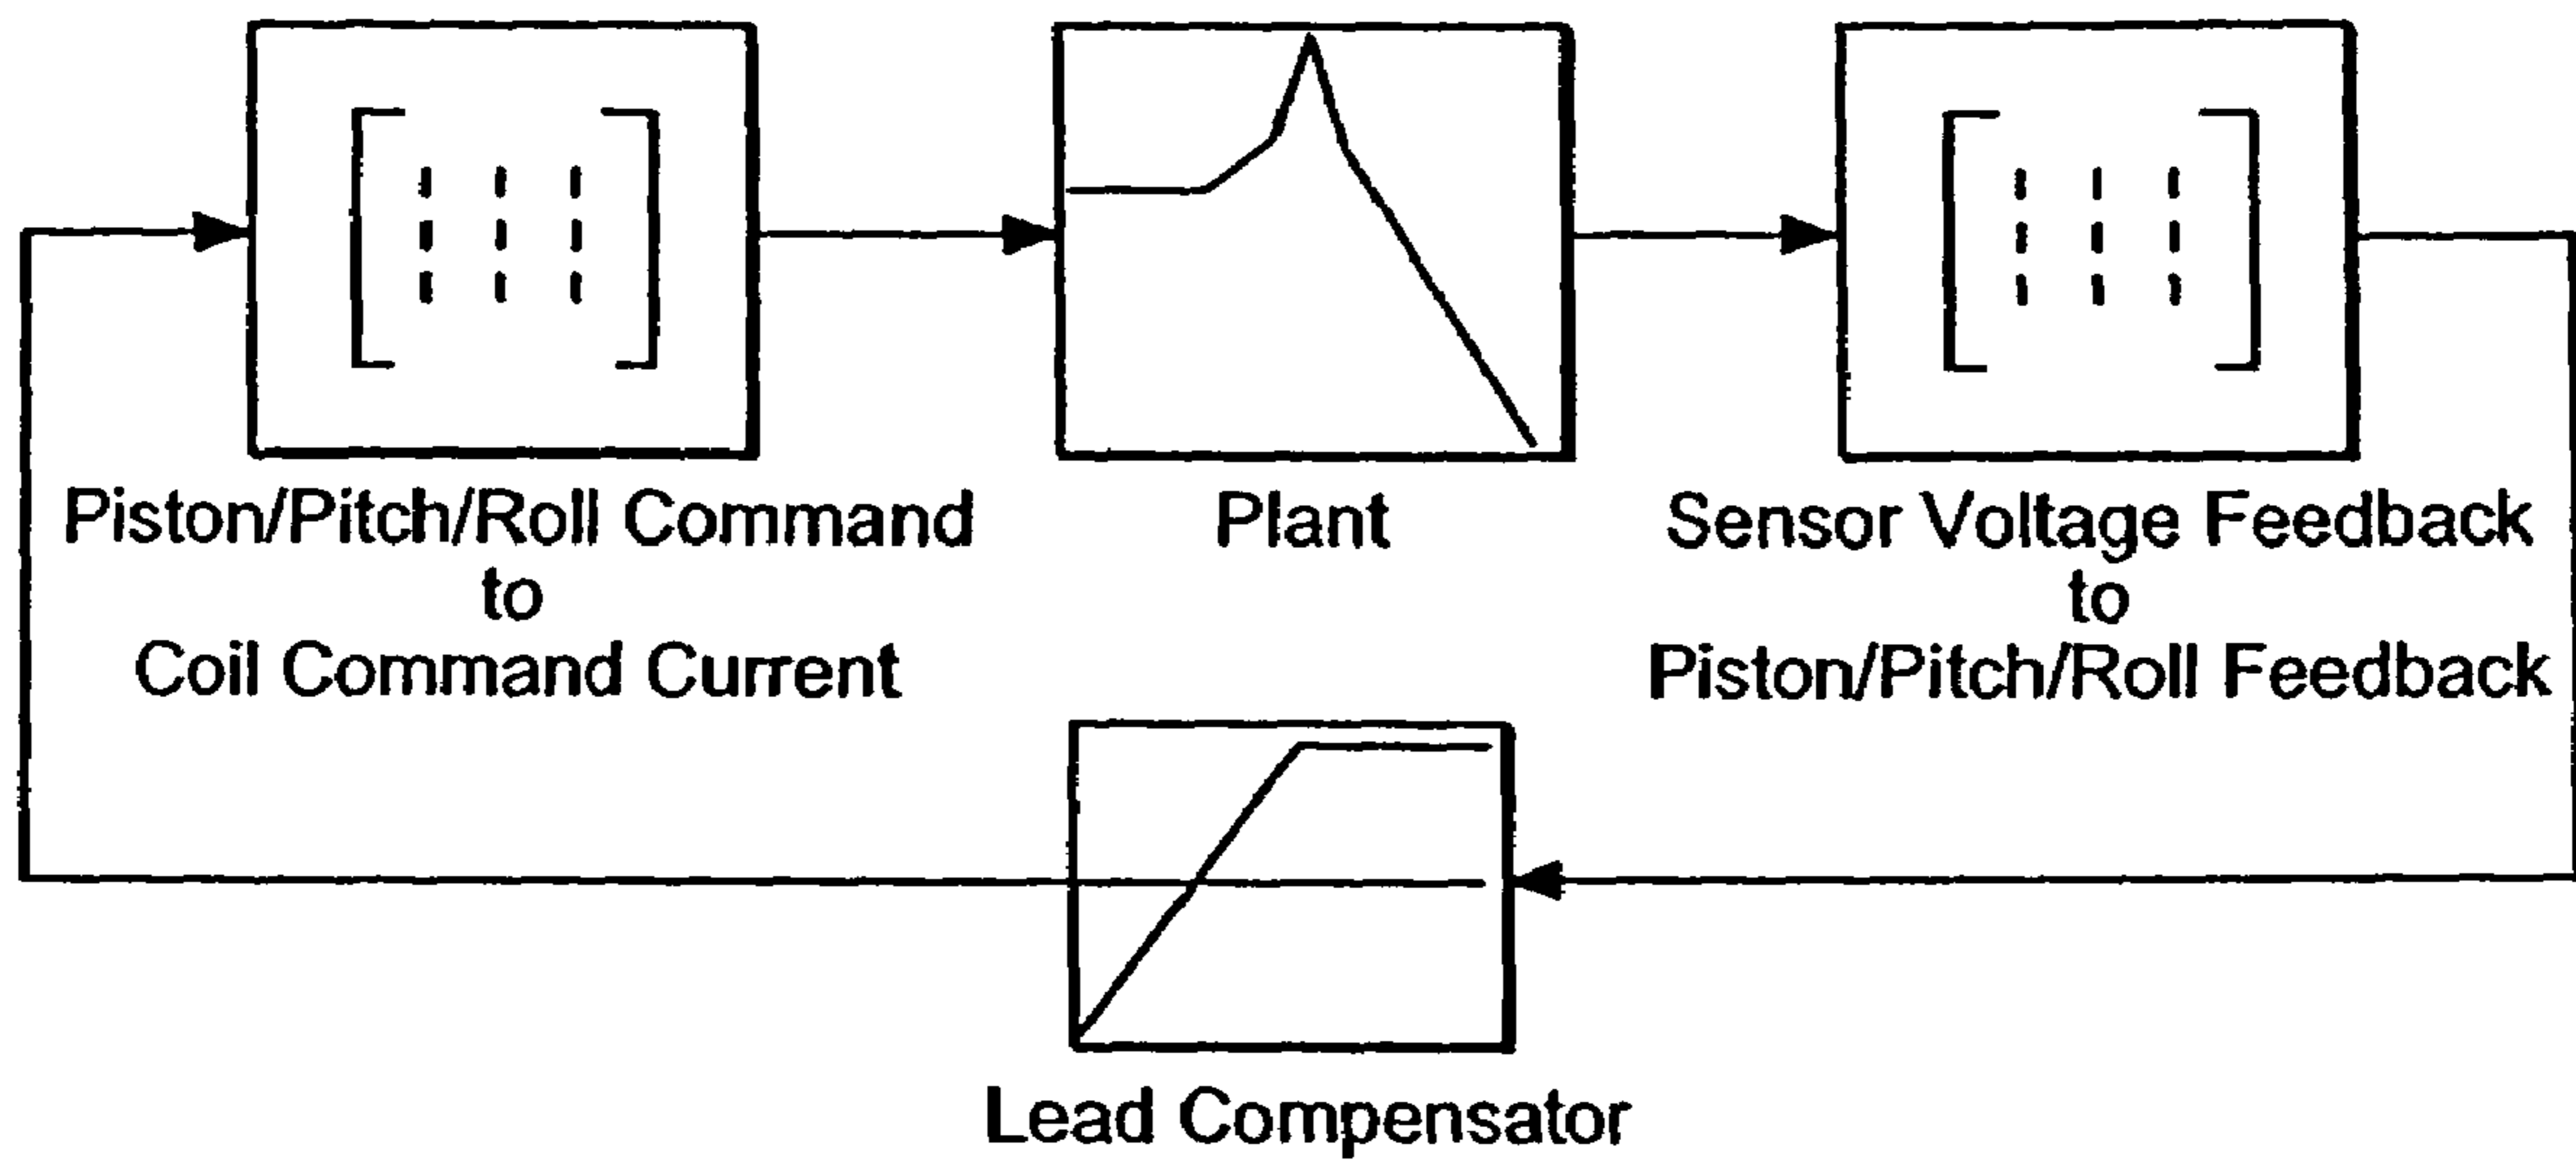 Piston/Pitch/Roll Command
to
Coil Command Current
Plant
Sensor Voltage Feedback
to
Piston/Pitch/Roll Feedback
Lead Compensator